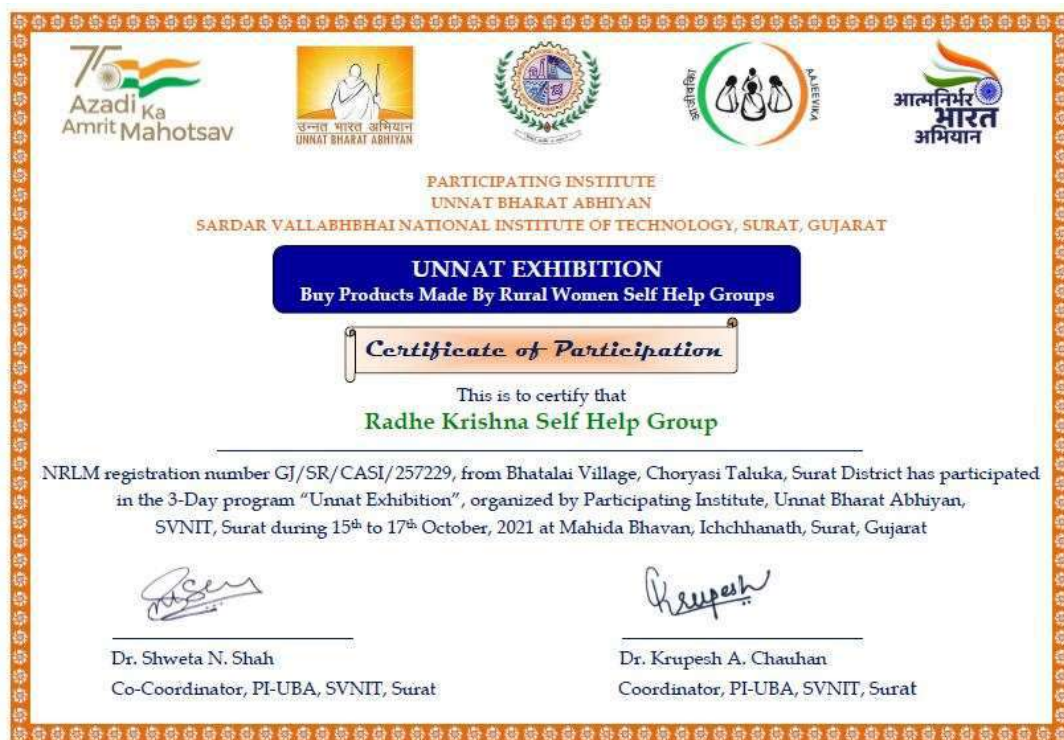 75
Azadi Ka
Amrit Mahotsav
उन्नत भारत अभियान
UNNAT BHARAT ABHIYAN
आजीविका
AAJEEVIKA
आत्मनिर्भर
भारत
अभियान
PARTICIPATING INSTITUTE
UNNAT BHARAT ABHIYAN
SARDAR VALLABHBHAI NATIONAL INSTITUTE OF TECHNOLOGY, SURAT, GUJARAT
UNNAT EXHIBITION
Buy Products Made By Rural Women Self Help Groups
Certificate of Participation
This is to certify that
Radhe Krishna Self Help Group
NRLM registration number GJ/SR/CASI/257229, from Bhatalai Village, Choryasi Taluka, Surat District has participated
in the 3-Day program “Unnat Exhibition”, organized by Participating Institute, Unnat Bharat Abhiyan,
SVNIT, Surat during 15th to 17th October, 2021 at Mahida Bhavan, Ichchhanath, Surat, Gujarat
Krupesh
Dr. Shweta N. Shah
Dr. Krupesh A. Chauhan
Co-Coordinator, PI-UBA, SVNIT, Surat
Coordinator, PI-UBA, SVNIT, Surat